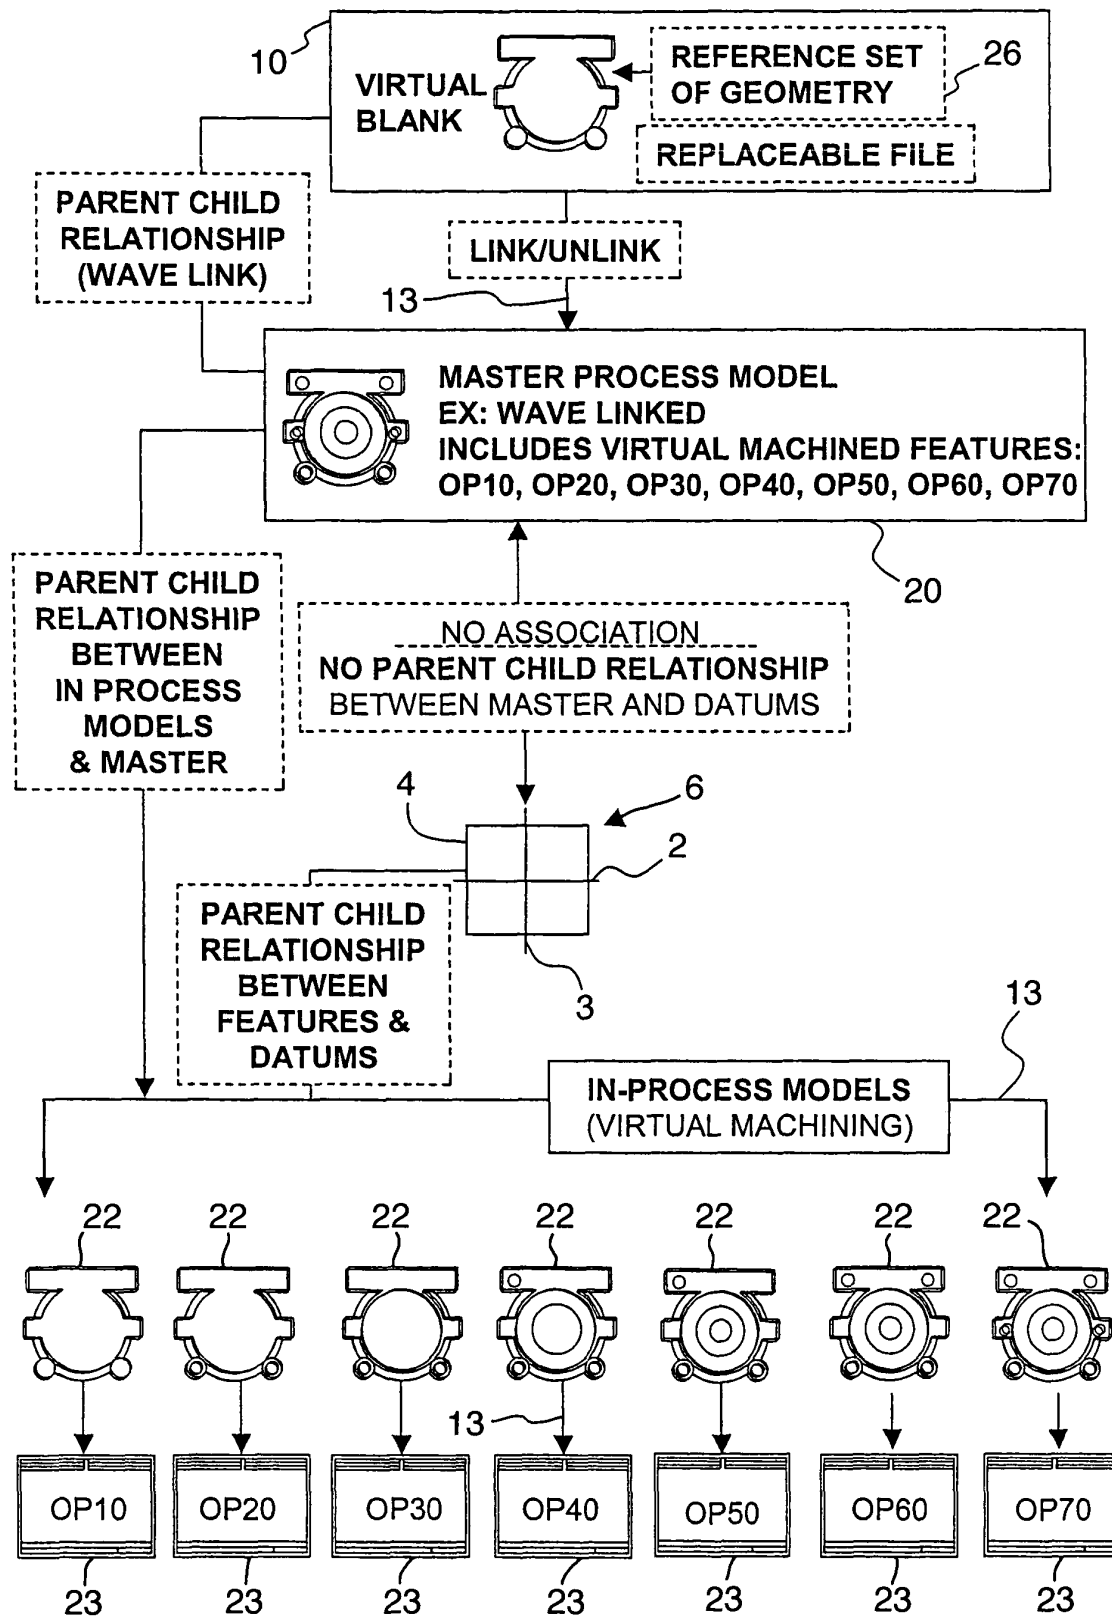 10
VIRTUAL
BLANK
REFERENCE SET
OF GEOMETRY
26
REPLACEABLE FILE
PARENT CHILD
RELATIONSHIP
(WAVE LINK)
LINK/UNLINK
13
MASTER PROCESS MODEL
EX: WAVE LINKED
INCLUDES VIRTUAL MACHINED FEATURES:
OP10, OP20, OP30, OP40, OP50, OP60, OP70
20
PARENT CHILD
RELATIONSHIP
BETWEEN
IN PROCESS
MODELS
& MASTER
NO ASSOCIATION
NO PARENT CHILD RELATIONSHIP
BETWEEN MASTER AND DATUMS
4
6
2
3
PARENT CHILD
RELATIONSHIP
BETWEEN
FEATURES &
DATUMS
13
IN-PROCESS MODELS
(VIRTUAL MACHINING)
22 22 22 22 22 22 22
13
OP10 OP20 OP30 OP40 OP50 OP60 OP70
23 23 23 23 23 23 23